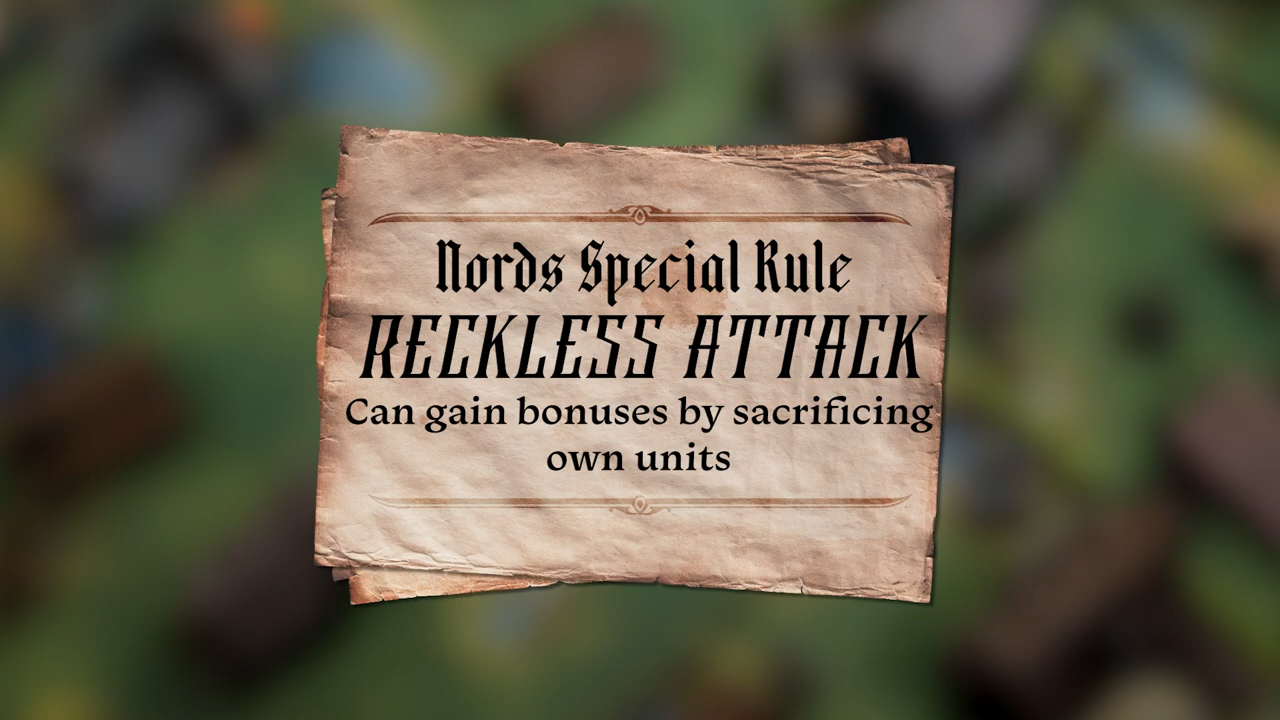 Nords Special Rule
RECKLESS ATTACK
Can gain bonuses by sacrificing
own units